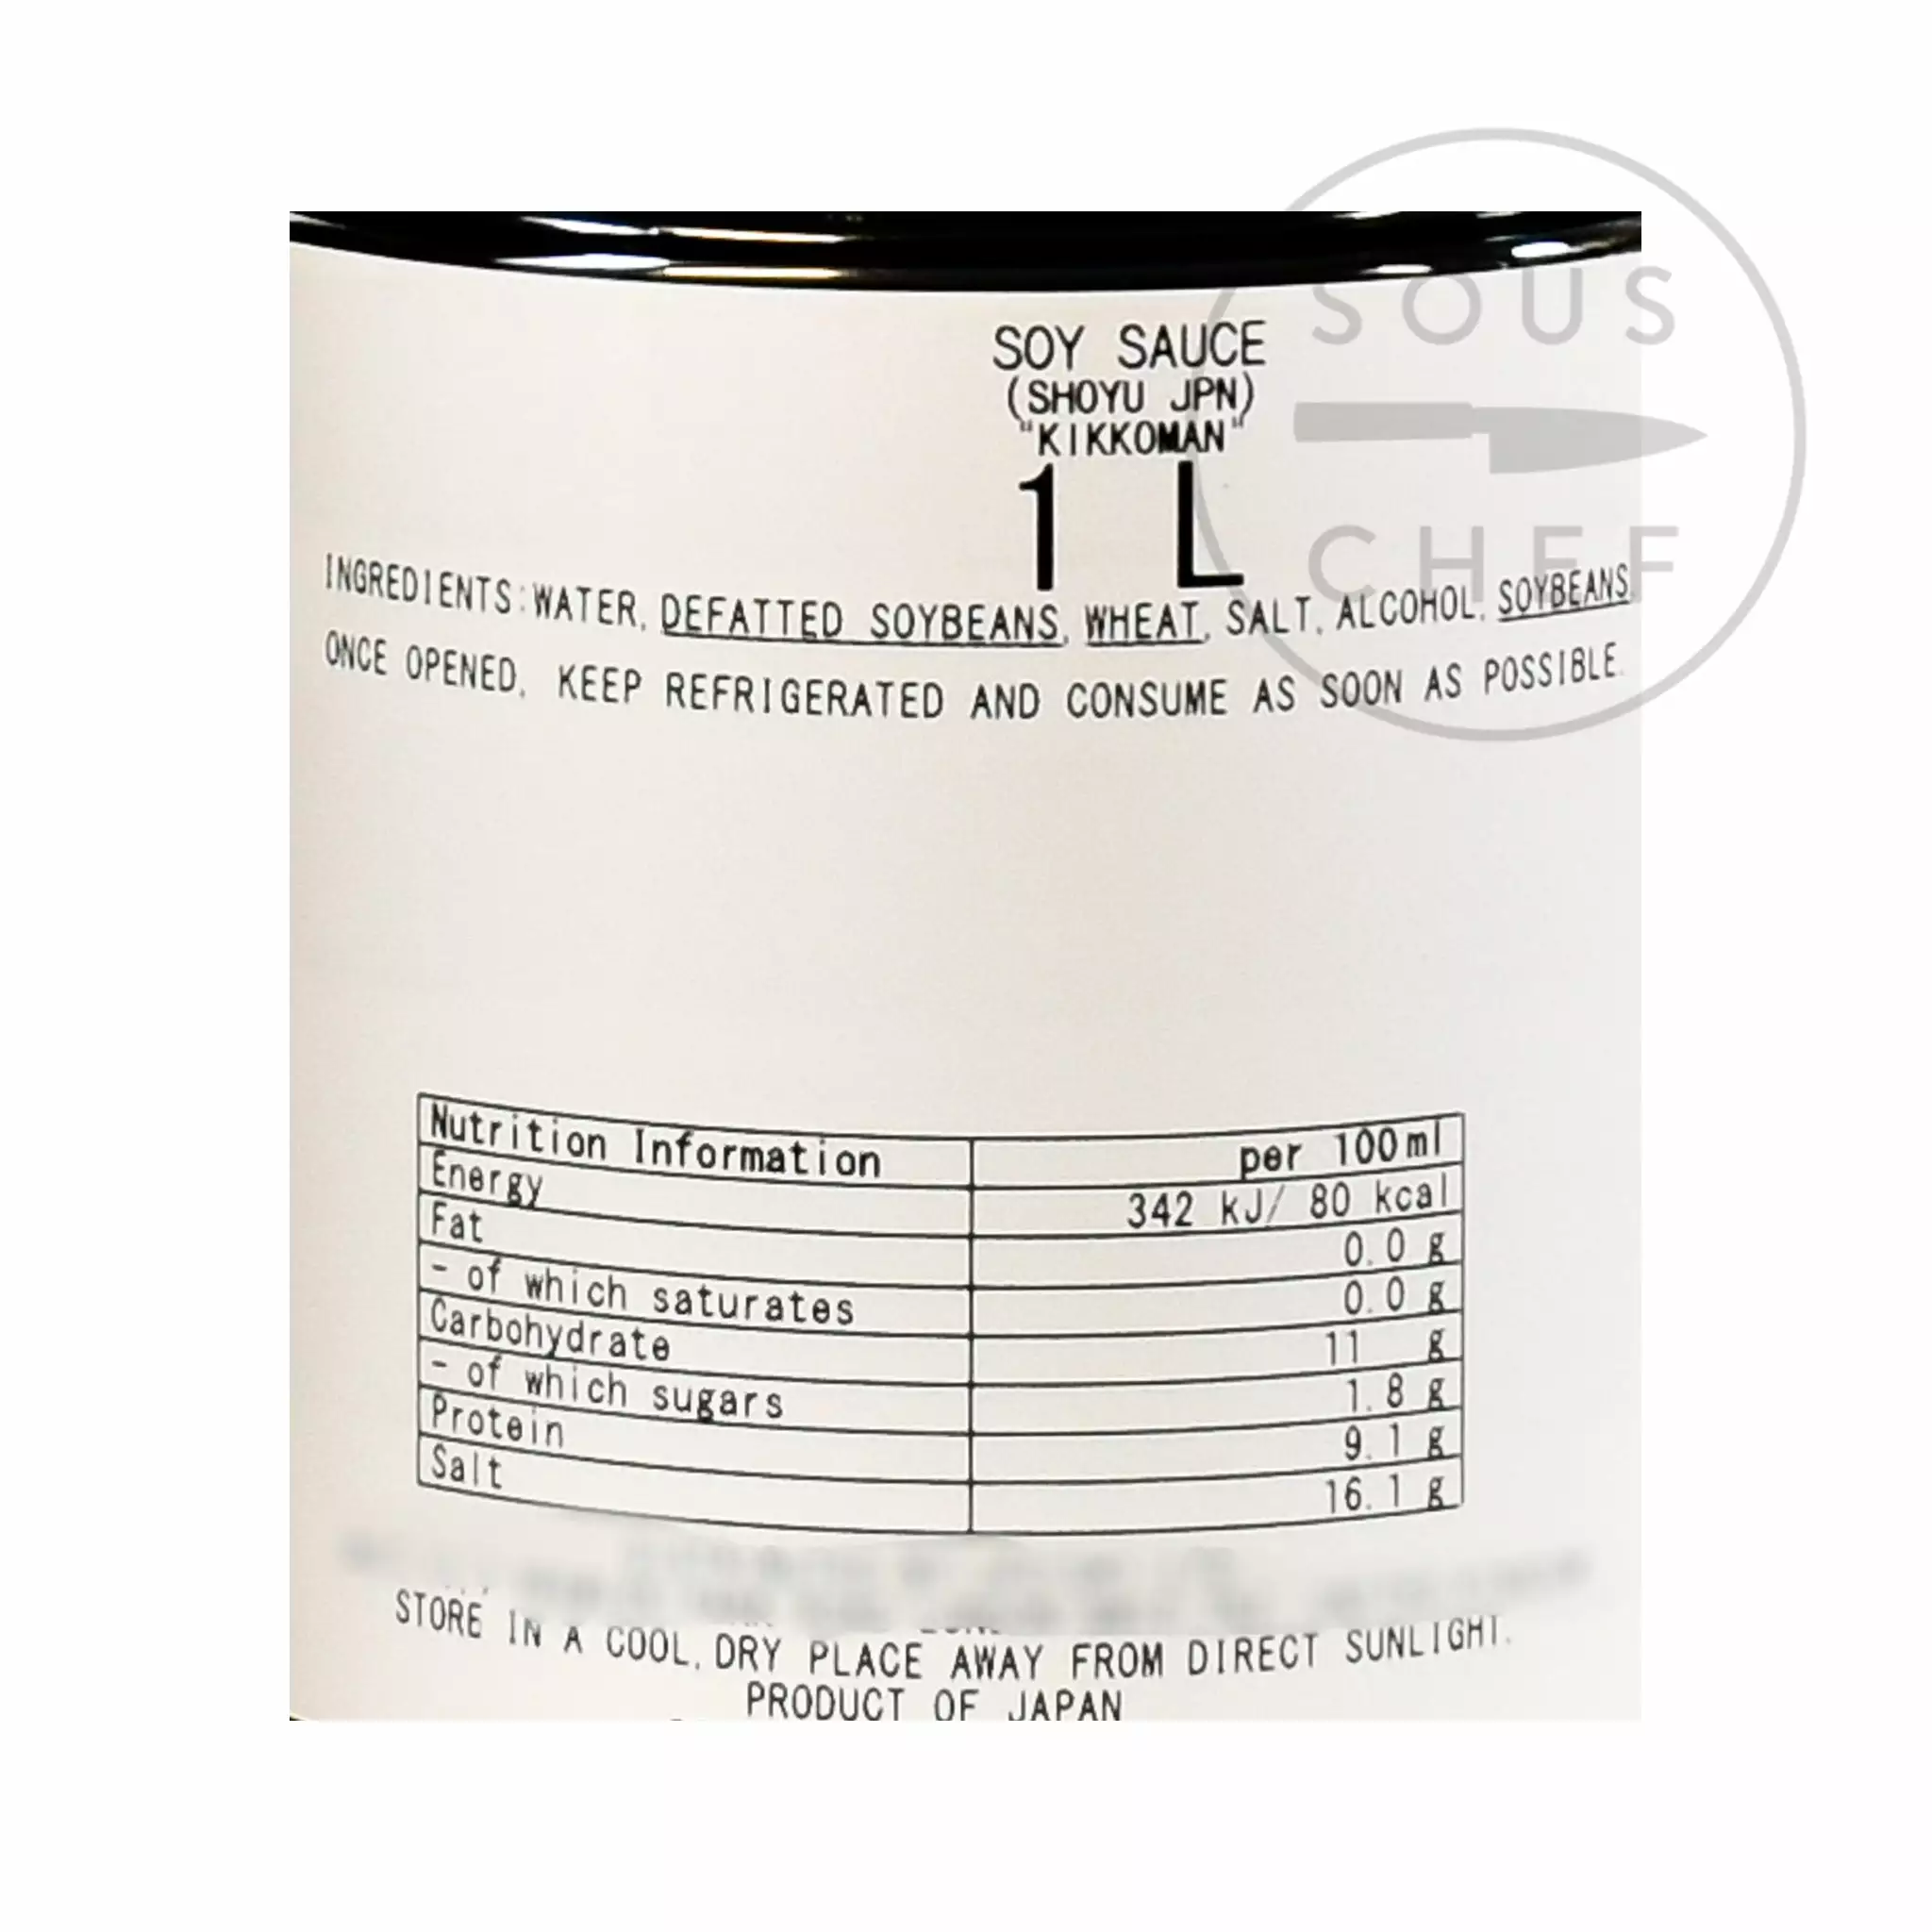 SOUS
CHEF
SOY SAUCE
(SHOYU JPN)
"KIKKOMAN"
1 L
INGREDIENTS:WATER, DEFATTED SOYBEANS, WHEAT, SALT, ALCOHOL, SOYBEANS.
ONCE OPENED, KEEP REFRIGERATED AND CONSUME AS SOON AS POSSIBLE.
Nutrition Information per 100ml
Energy 342 kJ/ 80 kcal
Fat 0.0 g
- of which saturates 0.0 g
Carbohydrate 11 g
- of which sugars 1.8 g
Protein 9.1 g
Salt 16.1 g
STORE IN A COOL, DRY PLACE AWAY FROM DIRECT SUNLIGHT.
PRODUCT OF JAPAN